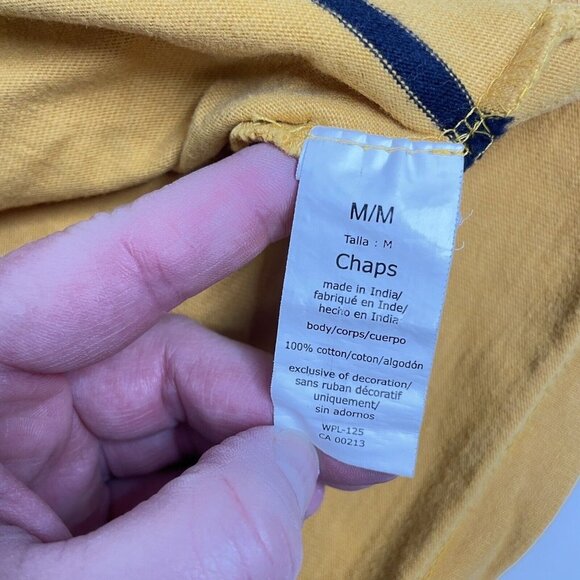 M/M
Talla : M
Chaps
made in India/
fabriqué en Inde/
hecho en India
body/corps/cuerpo
100% cotton/coton/algodón
exclusive of decoration/
sans ruban décoratif
uniquement/
sin adornos
WPL-125
CA 00213